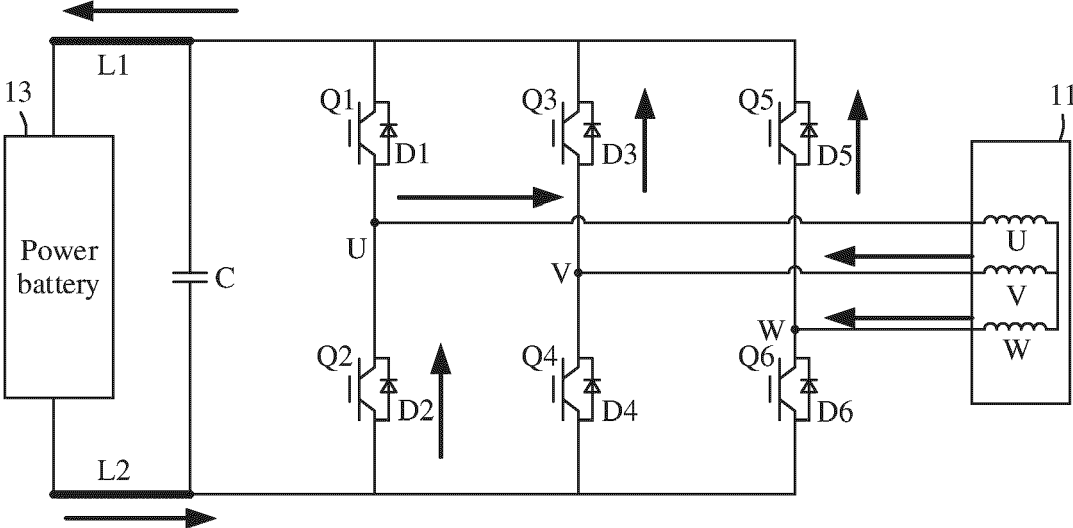 L1
13
Q1
Q3
Q5
11
D1
D3
D5
Power
battery
C
U
V
W
U
V
W
Q2
Q4
Q6
D2
D4
D6
L2